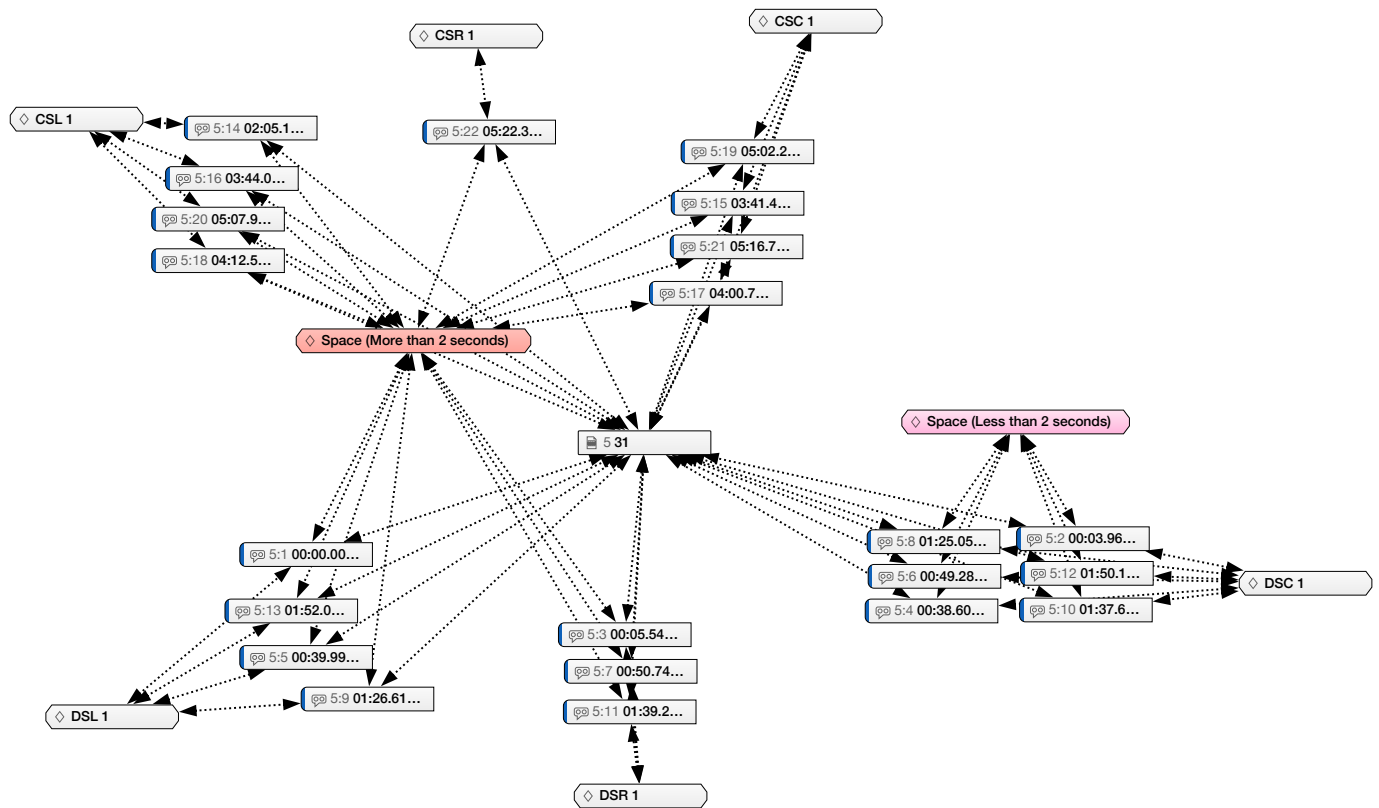 CSC 1
CSR 1
CSL 1
5:14 02:05.1…
5:22 05:22.3…
5:19 05:02.2…
5:16 03:44.0…
5:15 03:41.4…
5:20 05:07.9…
5:21 05:16.7…
5:18 04:12.5…
5:17 04:00.7…
Space (More than 2 seconds)
Space (Less than 2 seconds)
5 31
5:8 01:25.05…
5:2 00:03.96…
5:1 00:00.00…
5:6 00:49.28…
5:12 01:50.1…
DSC 1
5:4 00:38.60…
5:10 01:37.6…
5:13 01:52.0…
5:3 00:05.54…
5:5 00:39.99…
5:7 00:50.74…
5:9 01:26.61…
5:11 01:39.2…
DSL 1
DSR 1